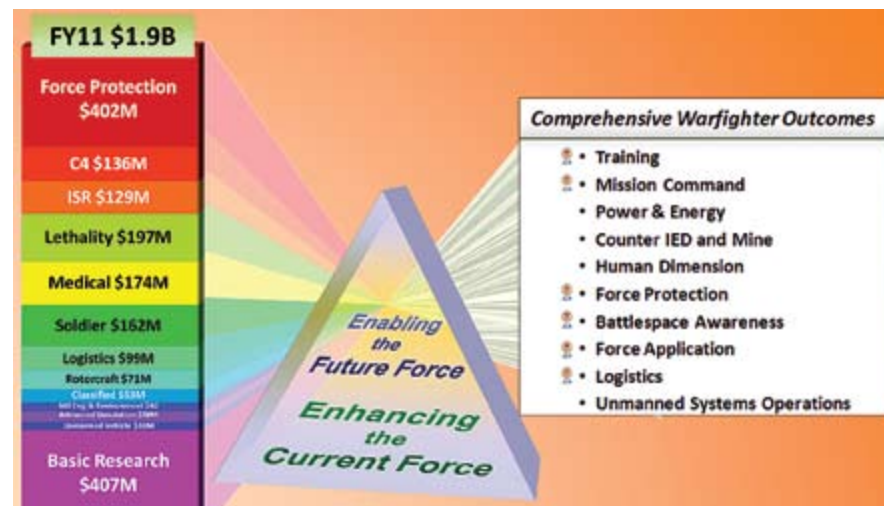 FY11 $1.9B
Force Protection
$402M
C4 $136M
ISR $129M
Lethality $197M
Medical $174M
Soldier $162M
Logistics $99M
Rotorcraft $71M
Classified
Basic Research
$407M
Enabling
the
Future Force
Enhancing
the
Current Force
Comprehensive Warfighter Outcomes
• Training
• Mission Command
• Power & Energy
• Counter IED and Mine
• Human Dimension
• Force Protection
• Battlespace Awareness
• Force Application
• Logistics
• Unmanned Systems Operations